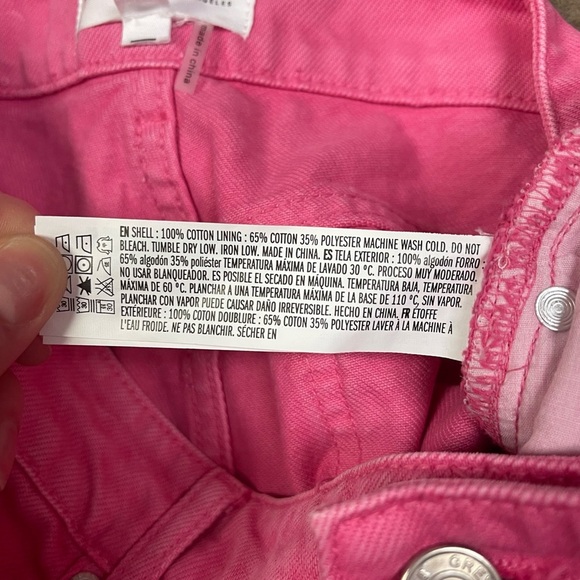 made in china
EN SHELL : 100% COTTON LINING : 65% COTTON 35% POLYESTER MACHINE WASH COLD. DO NOT
BLEACH. TUMBLE DRY LOW. IRON LOW. MADE IN CHINA. ES TELA EXTERIOR : 100% algodón FORRO :
65% algodón 35% poliéster TEMPERATURA MÁXIMA DE LAVADO 30 °C. PROCESO MUY MODERADO.
NO USAR BLANQUEADOR. ES POSIBLE EL SECADO EN MÁQUINA. TEMPERATURA BAJA, TEMPERATURA
MÁXIMA DE 60 °C. PLANCHAR A UNA TEMPERATURA MÁXIMA DE LA BASE DE 110 °C, SIN VAPOR.
PLANCHAR CON VAPOR PUEDE CAUSAR DAÑO IRREVERSIBLE. HECHO EN CHINA. FR ÉTOFFE
EXTÉRIEURE : 100% COTTON DOUBLURE : 65% COTTON 35% POLYESTER LAVER À LA MACHINE À
L'EAU FROIDE. NE PAS BLANCHIR. SÉCHER EN